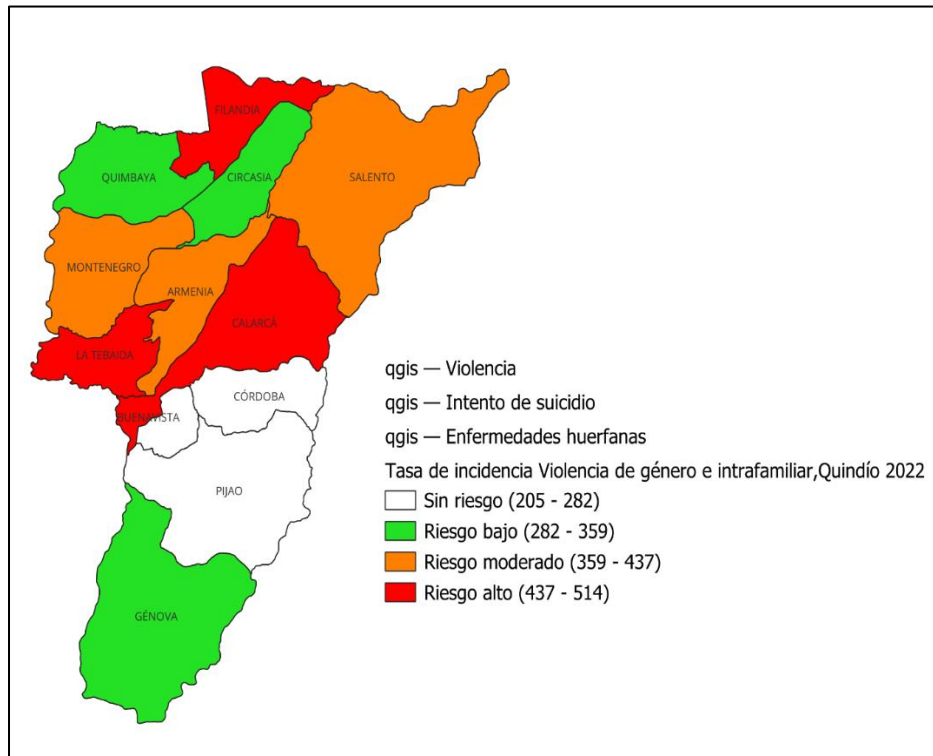 FILANDIA
QUIMBAYA
CIRCASIA
SALENTO
MONTENEGRO
ARMENIA
CALARCÁ
LA TEBAIDA
CÓRDOBA
BUENAVISTA
PIJAO
GÉNOVA
qgis — Violencia
qgis — Intento de suicidio
qgis — Enfermedades huerfanas
Tasa de incidencia Violencia de género e intrafamiliar,Quindío 2022
Sin riesgo (205 - 282)
Riesgo bajo (282 - 359)
Riesgo moderado (359 - 437)
Riesgo alto (437 - 514)